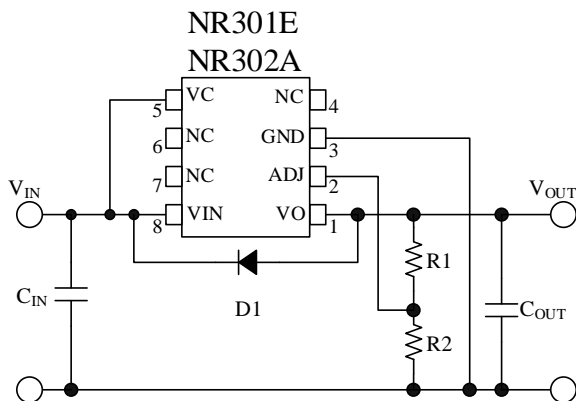 NR301E
NR302A
5 VC NC 4
6 NC GND 3
7 NC ADJ 2
8 VIN VO 1
VIN VOUT
D1
R1
R2
CIN
COUT